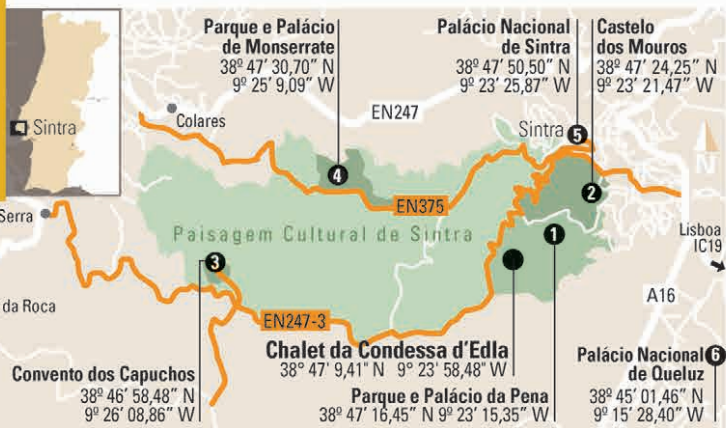 Parque e Palácio
de Monserrate
38º 47' 30,70” N
9º 25' 9,09” W
Palácio Nacional
de Sintra
38º 47' 50,50” N
9º 23' 25,87” W
Castelo
dos Mouros
38º 47' 24,25” N
9º 23' 21,47” W
Sintra
Colares
EN247
Sintra
5
4
2
EN375
N
Serra
Paisagem Cultural de Sintra
1
Lisboa
IC19
3
da Roca
A16
EN247-3
Chalet da Condessa d'Edla
38° 47' 9,41" N 9° 23' 58,48" W
Palácio Nacional 6
de Queluz
38º 45' 01,46” N
9º 15' 28,40” W
Convento dos Capuchos
38º 46' 58,48” N
9º 26' 08,86” W
Parque e Palácio da Pena
38º 47' 16,45” N 9º 23' 15,35” W